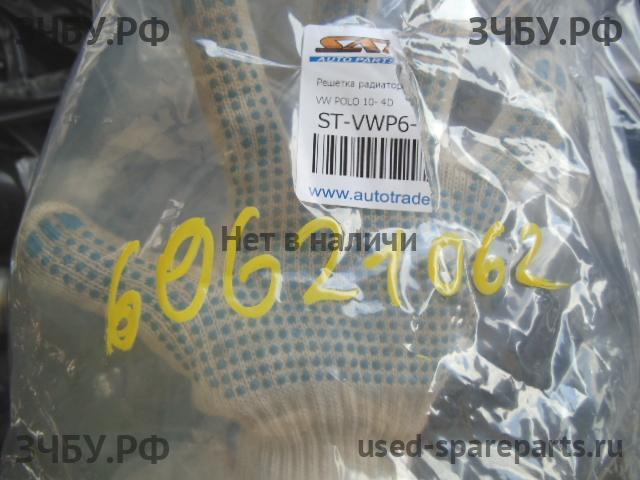 ЗЧБУ.РФ
ЗЧБУ.РФ
SAT
AUTO PARTS
Решетка радиатор
VW POLO 10- 4D
ST-VWP6-
www.autotrade
Нет в наличи
60621062
ЗЧБУ.РФ
used-spareparts.ru